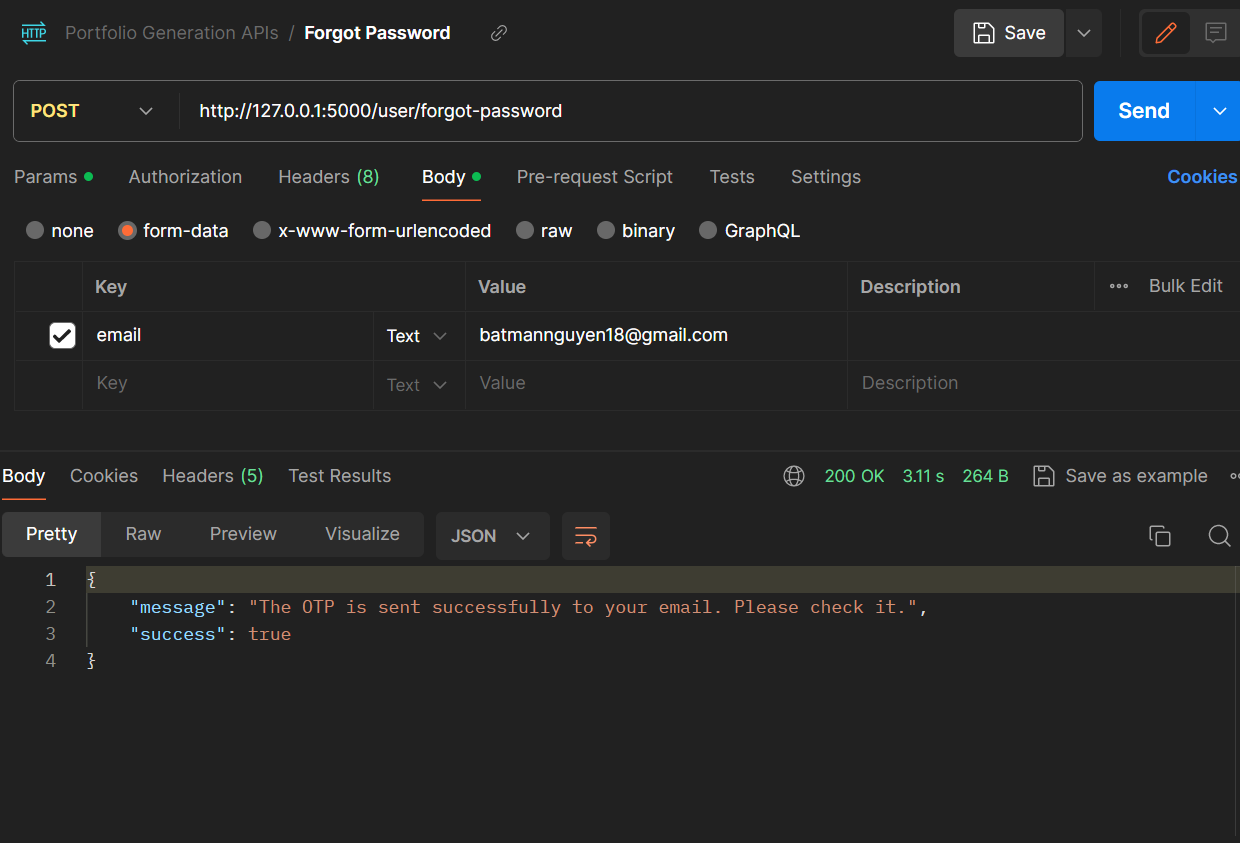 HTTP Portfolio Generation APIs / Forgot Password
Save
POST http://127.0.0.1:5000/user/forgot-password Send
Params Authorization Headers (8) Body Pre-request Script Tests Settings Cookies
none form-data x-www-form-urlencoded raw binary GraphQL
Key Value Description Bulk Edit
email Text batmannguyen18@gmail.com
Key Text Value Description
Body Cookies Headers (5) Test Results 200 OK 3.11 s 264 B Save as example
Pretty Raw Preview Visualize JSON
1 {
2 "message": "The OTP is sent successfully to your email. Please check it.",
3 "success": true
4 }